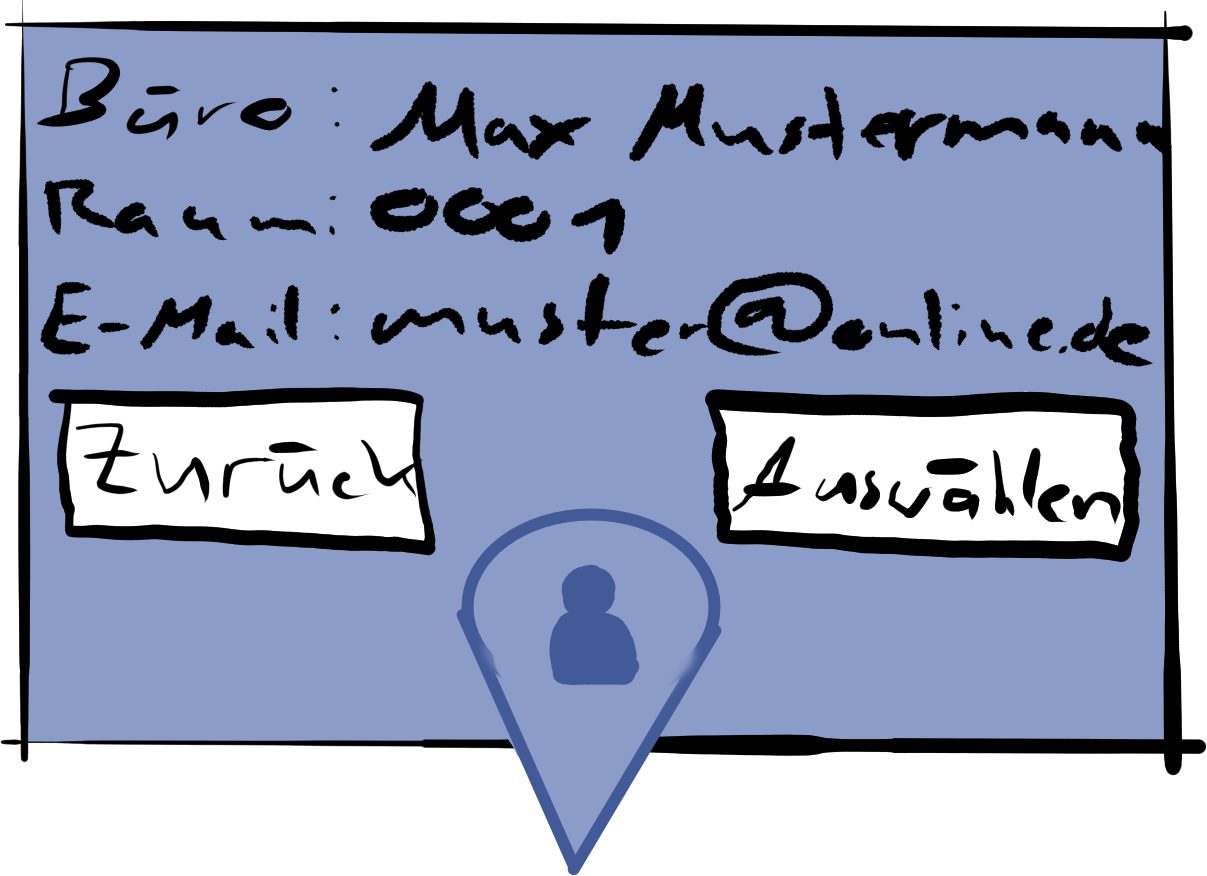 Büro: Max Mustermann
Raum: 0001
E-Mail: muster@online.de
Zurück
Auswählen